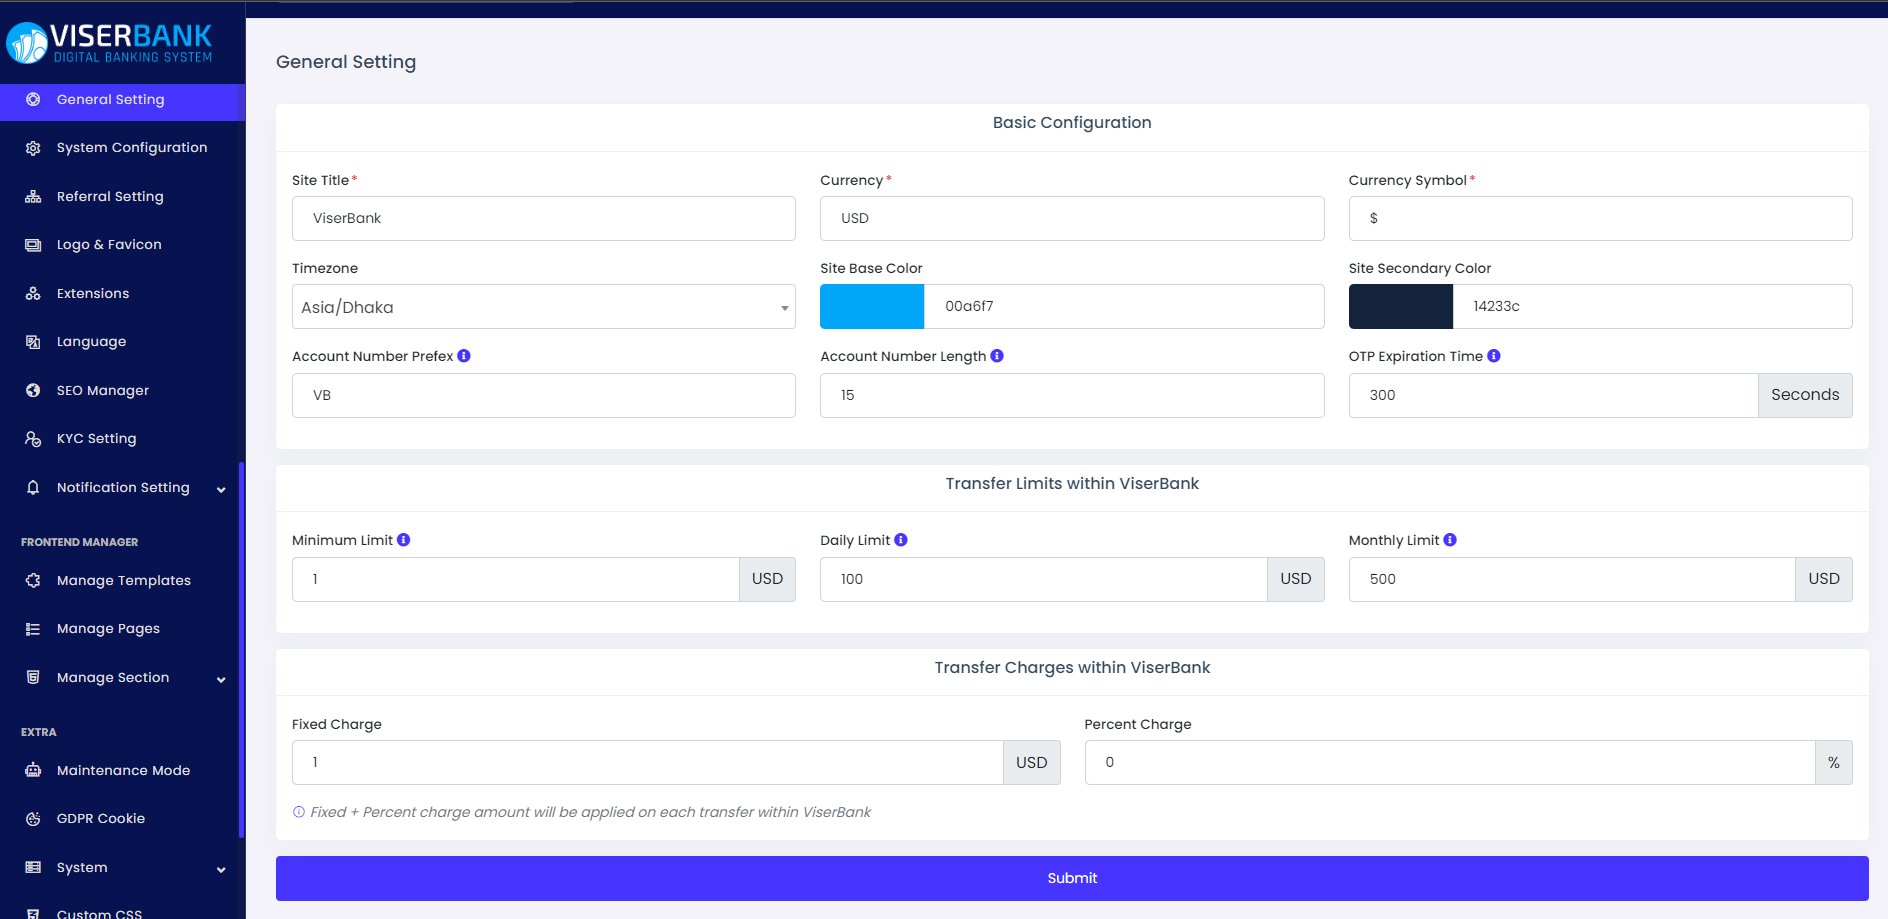 VISERBANK
DIGITAL BANKING SYSTEM
General Setting
System Configuration
Referral Setting
Logo & Favicon
Extensions
Language
SEO Manager
KYC Setting
Notification Setting
FRONTEND MANAGER
Manage Templates
Manage Pages
Manage Section
EXTRA
Maintenance Mode
GDPR Cookie
System
Custom CSS
General Setting
Basic Configuration
Site Title* Currency* Currency Symbol*
ViserBank USD $
Timezone Site Base Color Site Secondary Color
Asia/Dhaka 00a6f7 14233c
Account Number Prefex Account Number Length OTP Expiration Time
VB 15 300 Seconds
Transfer Limits within ViserBank
Minimum Limit Daily Limit Monthly Limit
1 USD 100 USD 500 USD
Transfer Charges within ViserBank
Fixed Charge Percent Charge
1 USD 0 %
Fixed + Percent charge amount will be applied on each transfer within ViserBank
Submit